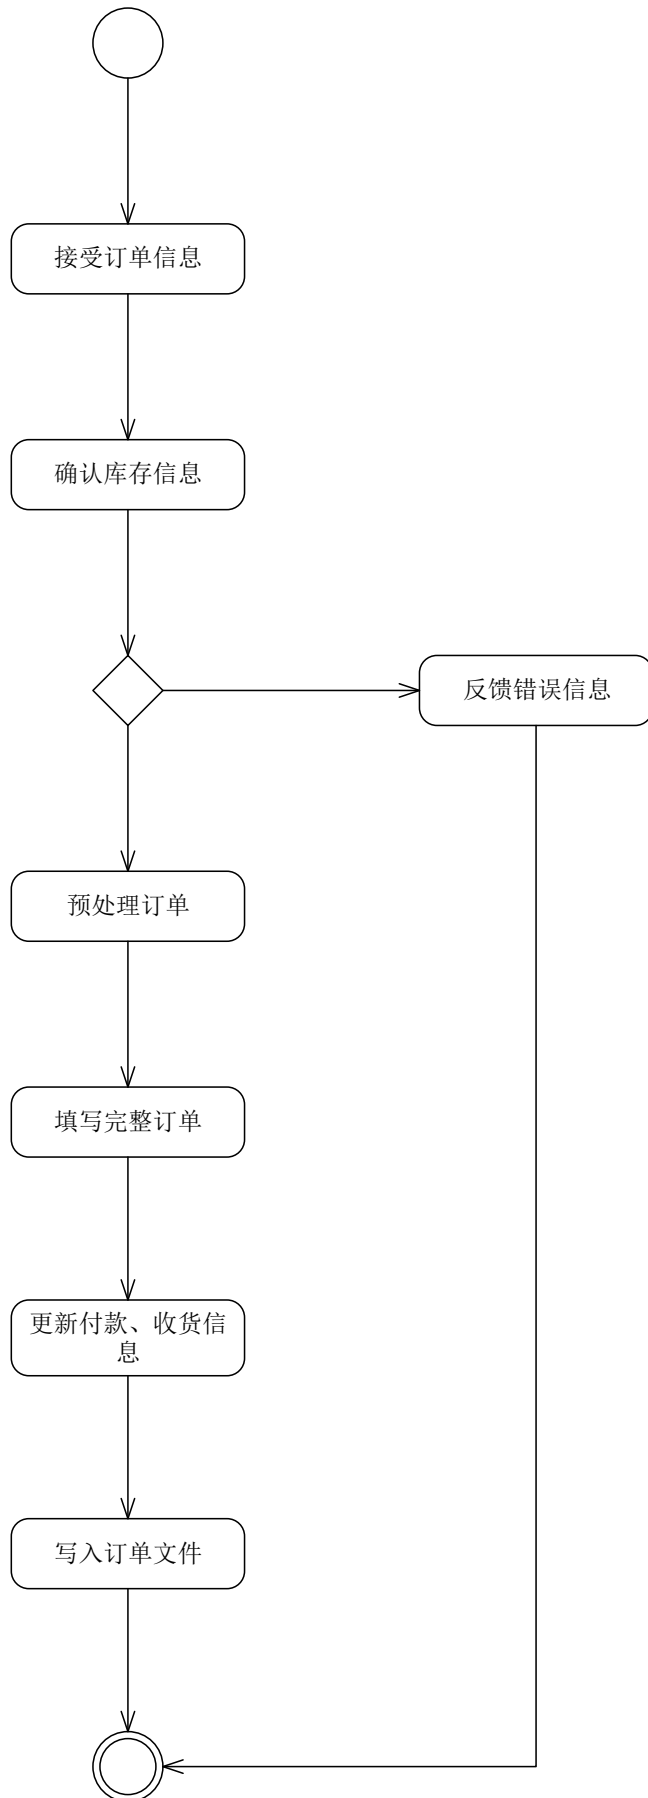 接受订单信息
确认库存信息
反馈错误信息
预处理订单
填写完整订单
更新付款、收货信
息
写入订单文件